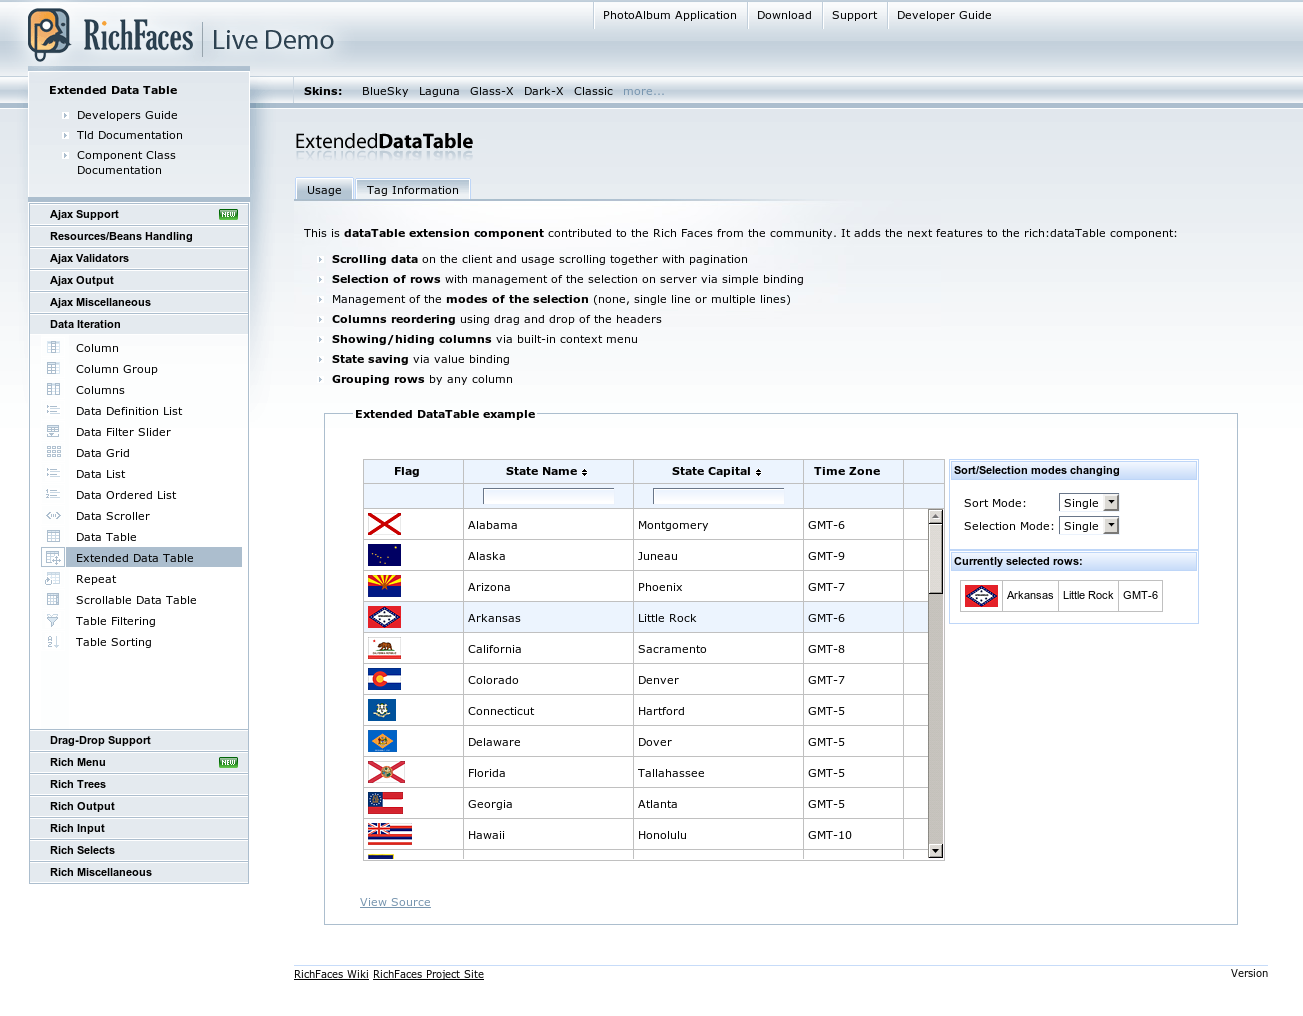 PhotoAlbum Application Download Support Developer Guide
RichFaces Live Demo
Skins: BlueSky Laguna Glass-X Dark-X Classic more...
Extended Data Table
Developers Guide
Tld Documentation
Component Class
Documentation
Ajax Support NEW
Resources/Beans Handling
Ajax Validators
Ajax Output
Ajax Miscellaneous
Data Iteration
Column
Column Group
Columns
Data Definition List
Data Filter Slider
Data Grid
Data List
Data Ordered List
Data Scroller
Data Table
Extended Data Table
Repeat
Scrollable Data Table
Table Filtering
Table Sorting
Drag-Drop Support
Rich Menu NEW
Rich Trees
Rich Output
Rich Input
Rich Selects
Rich Miscellaneous
ExtendedDataTable
Usage Tag Information
This is dataTable extension component contributed to the Rich Faces from the community. It adds the next features to the rich:dataTable component:
Scrolling data on the client and usage scrolling together with pagination
Selection of rows with management of the selection on server via simple binding
Management of the modes of the selection (none, single line or multiple lines)
Columns reordering using drag and drop of the headers
Showing/hiding columns via built-in context menu
State saving via value binding
Grouping rows by any column
Extended DataTable example
Flag State Name State Capital Time Zone
Alabama Montgomery GMT-6
Alaska Juneau GMT-9
Arizona Phoenix GMT-7
Arkansas Little Rock GMT-6
California Sacramento GMT-8
Colorado Denver GMT-7
Connecticut Hartford GMT-5
Delaware Dover GMT-5
Florida Tallahassee GMT-5
Georgia Atlanta GMT-5
Hawaii Honolulu GMT-10
Sort/Selection modes changing
Sort Mode: Single
Selection Mode: Single
Currently selected rows:
Arkansas Little Rock GMT-6
View Source
RichFaces Wiki RichFaces Project Site Version